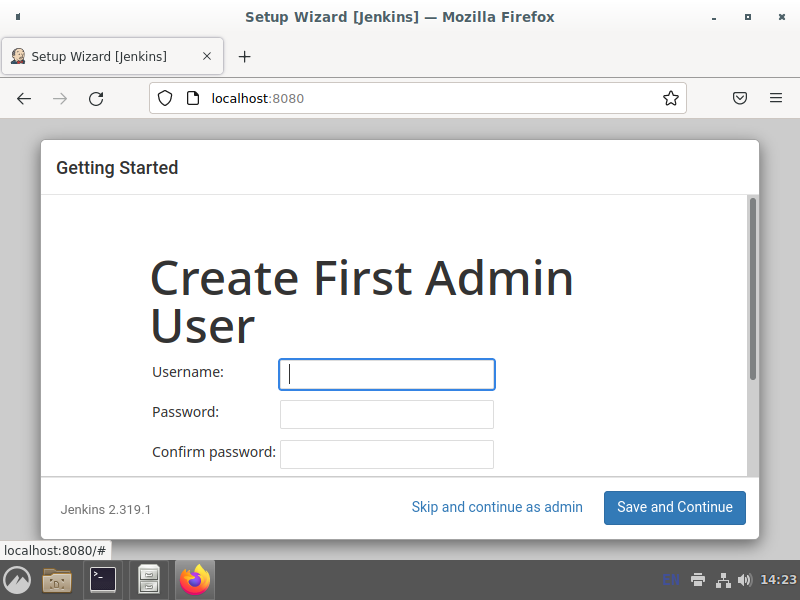 Setup Wizard [Jenkins] — Mozilla Firefox
Setup Wizard [Jenkins]
localhost:8080
Getting Started
Create First Admin
User
Username:
Password:
Confirm password:
Jenkins 2.319.1
Skip and continue as admin
Save and Continue
localhost:8080/#
EN
14:23